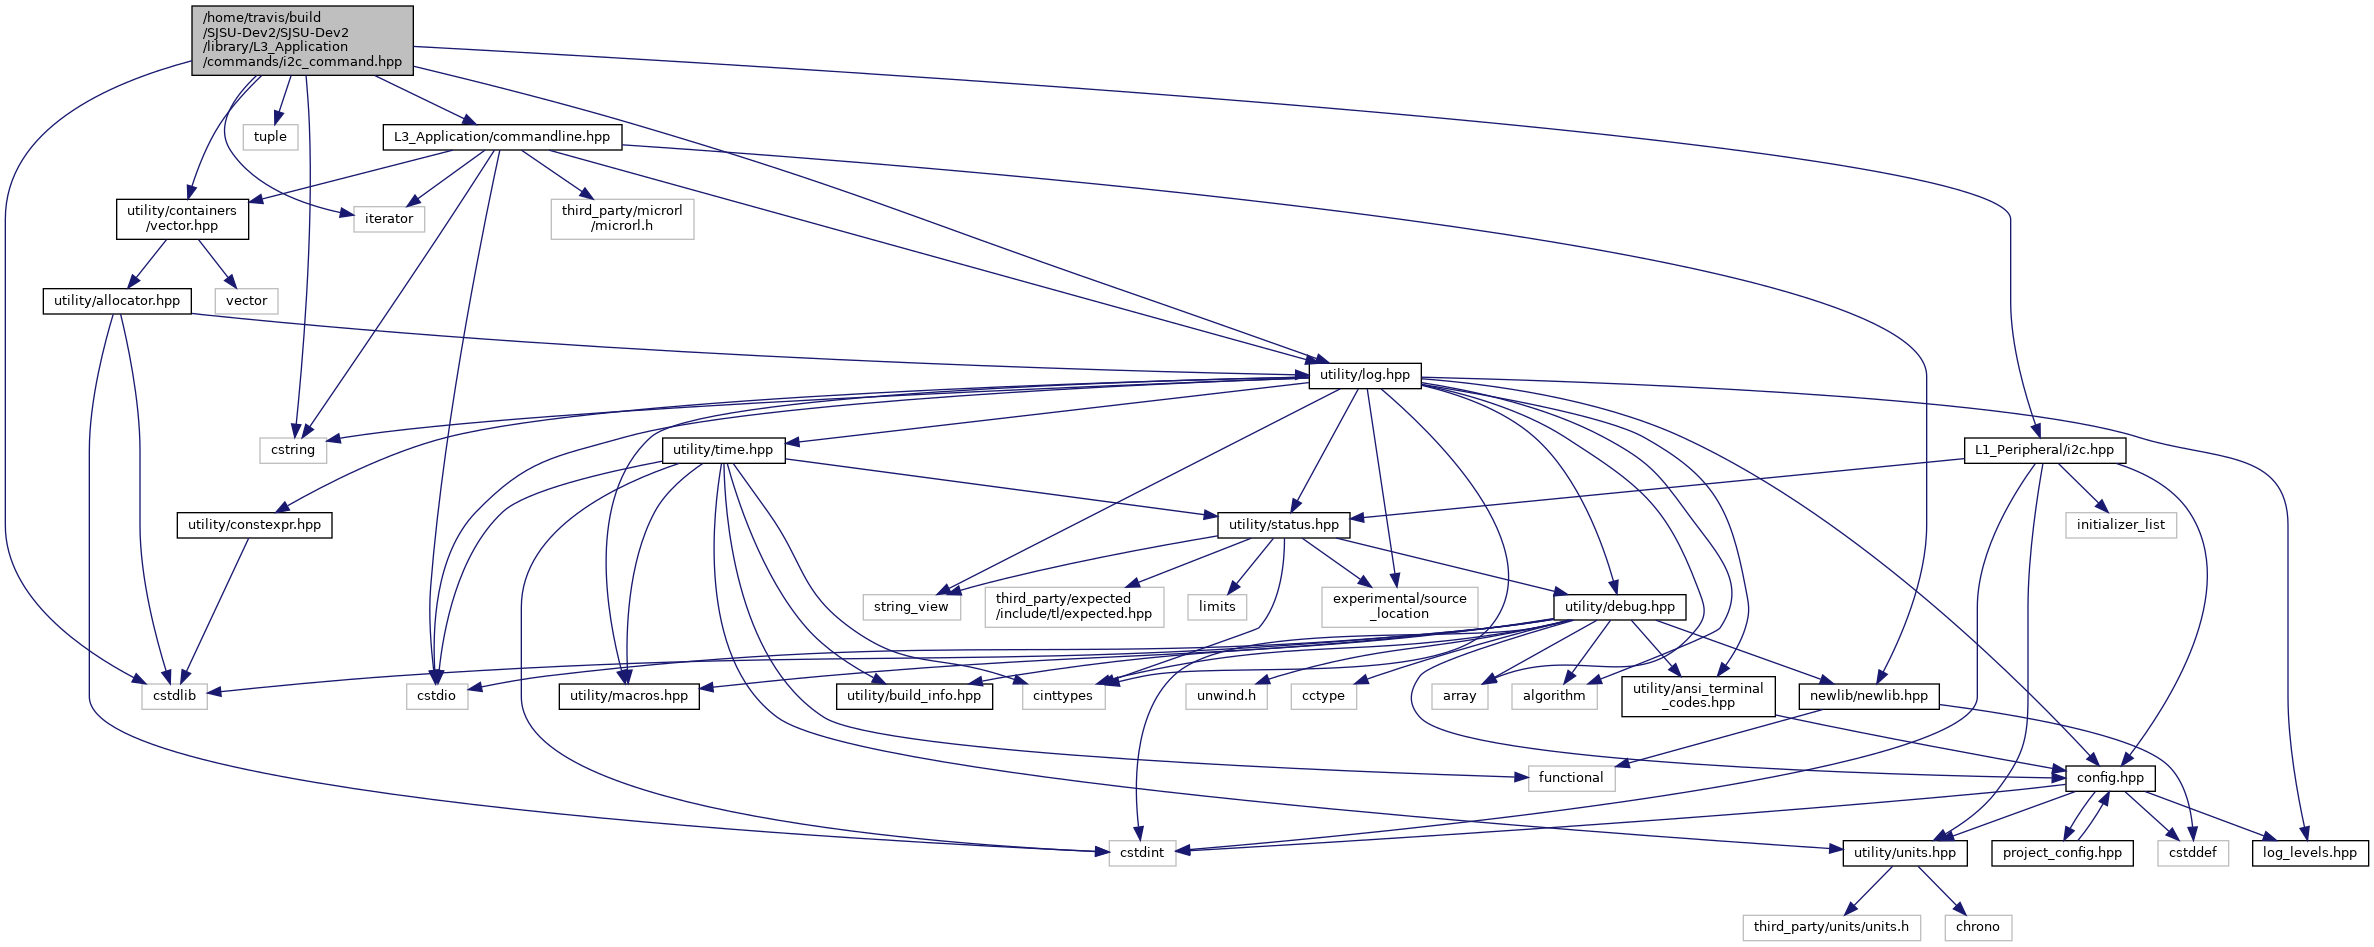 /home/travis/build
/SJSU-Dev2/SJSU-Dev2
/library/L3_Application
/commands/i2c_command.hpp
tuple
L3_Application/commandline.hpp
utility/containers
/vector.hpp
iterator
third_party/microrl
/microrl.h
utility/allocator.hpp
vector
utility/log.hpp
cstring
utility/time.hpp
L1_Peripheral/i2c.hpp
utility/constexpr.hpp
utility/status.hpp
initializer_list
string_view
third_party/expected
/include/tl/expected.hpp
limits
experimental/source
_location
utility/debug.hpp
cstdlib
cstdio
utility/macros.hpp
utility/build_info.hpp
cinttypes
unwind.h
cctype
array
algorithm
utility/ansi_terminal
_codes.hpp
newlib/newlib.hpp
functional
config.hpp
cstdint
utility/units.hpp
project_config.hpp
cstddef
log_levels.hpp
third_party/units/units.h
chrono